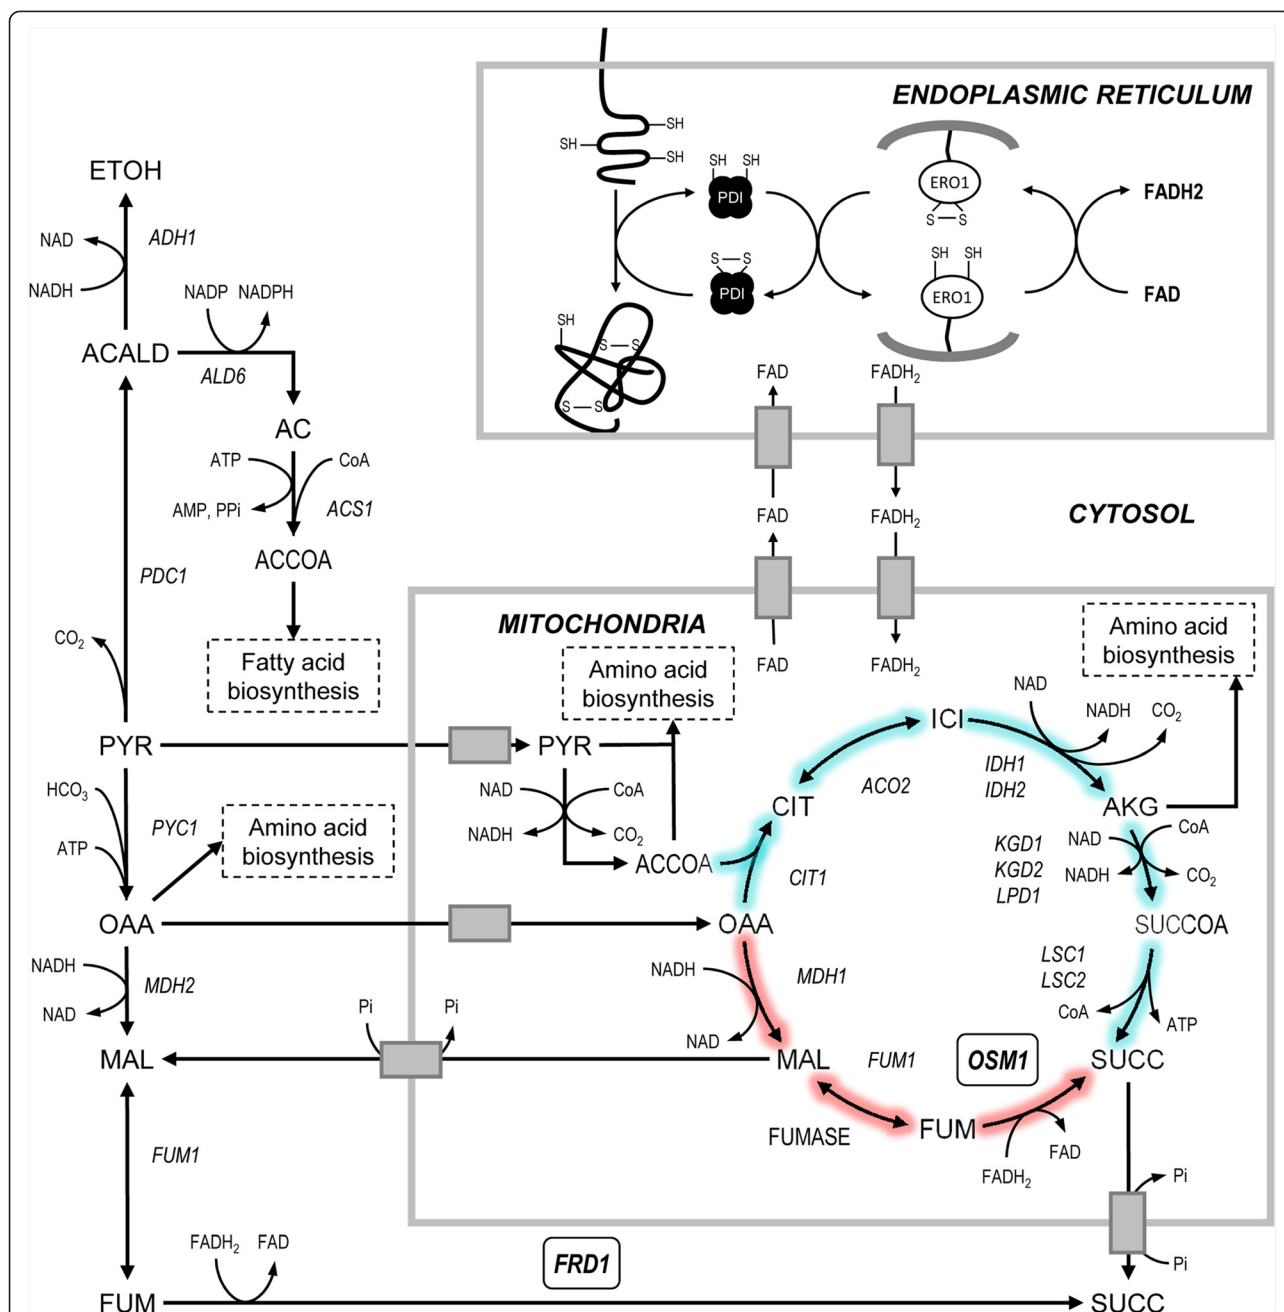 ENDOPLASMIC RETICULUM
SH
SH
SH
SH SH
PDI
ERO1
S S
FADH2
S S
PDI
SH SH
ERO1
FAD
SH
S S
S S
ETOH
NAD
ADH1
NADH
NADP NADPH
ACALD
ALD6
AC
ATP
CoA
AMP, PPi
ACS1
ACCOA
PDC1
CO2
Fatty acid
biosynthesis
FAD
FADH2
FAD
FADH2
CYTOSOL
FAD
FADH2
MITOCHONDRIA
Amino acid
biosynthesis
Amino acid
biosynthesis
PYR
PYR
HCO3
PYC1
ATP
Amino acid
biosynthesis
NAD
CoA
NADH
CO2
ACCOA
ICI
NAD
NADH
CO2
IDH1
IDH2
ACO2
CIT
AKG
CIT1
KGD1
KGD2
LPD1
NAD
CoA
NADH
CO2
OAA
OAA
SUCCOA
NADH
MDH2
NAD
NADH
MDH1
NAD
LSC1
LSC2
CoA
ATP
Pi
Pi
MAL
MAL
FUM1
OSM1
SUCC
FUMASE
FUM
FADH2
FAD
FUM1
Pi
Pi
FADH2
FAD
FRD1
FUM
SUCC